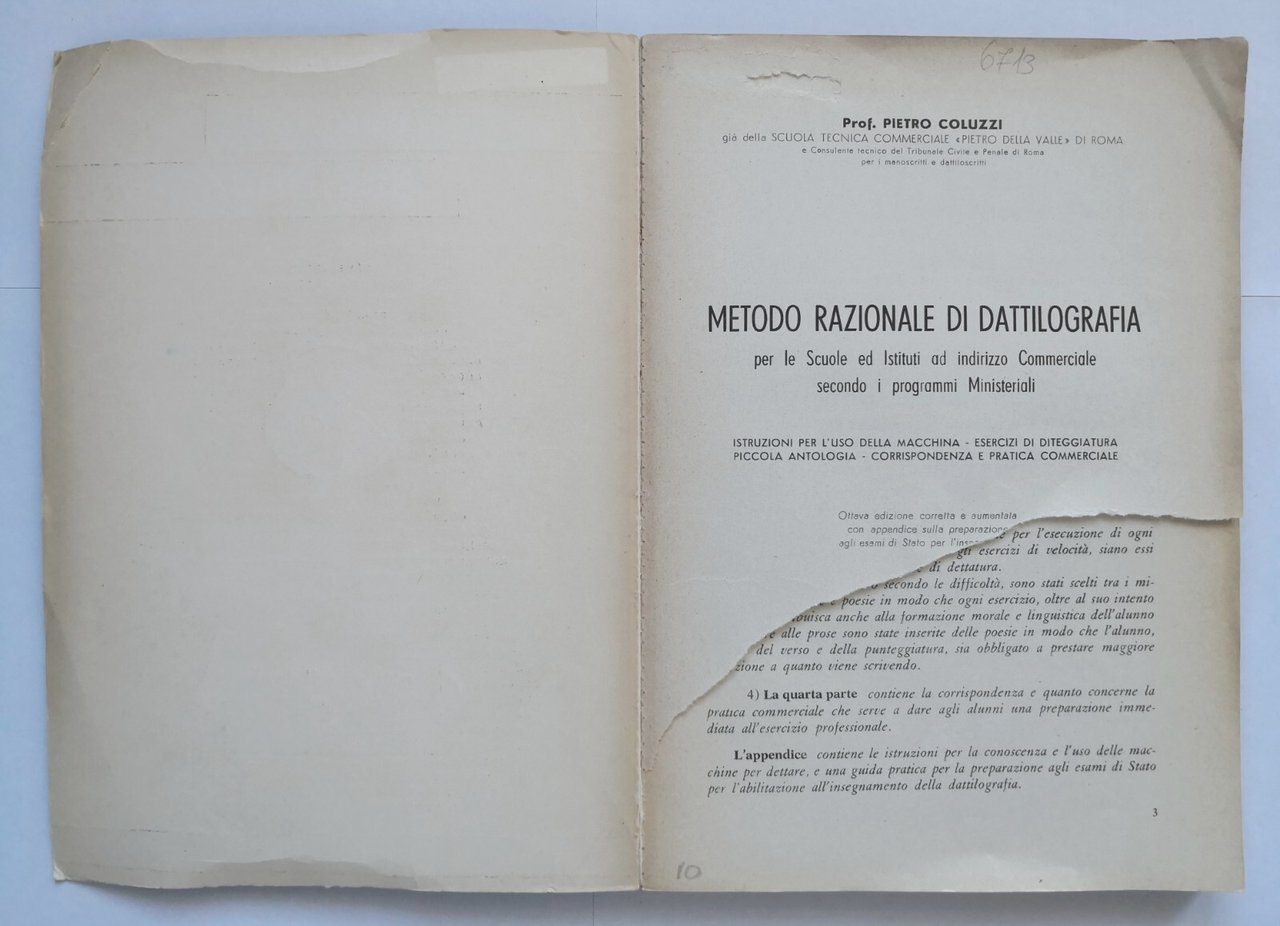 6713
Prof. PIETRO COLUZZI
già della SCUOLA TECNICA COMMERCIALE «PIETRO DELLA VALLE» DI ROMA
e Consulente tecnico del Tribunale Civile e Penale di Roma
per i manoscritti e dattiloscritti
METODO RAZIONALE DI DATTILOGRAFIA
per le Scuole ed Istituti ad indirizzo Commerciale
secondo i programmi Ministeriali
ISTRUZIONI PER L'USO DELLA MACCHINA - ESERCIZI DI DITEGGIATURA
PICCOLA ANTOLOGIA - CORRISPONDENZA E PRATICA COMMERCIALE
Ottava edizione corretta e aumentata
con appendice sulla preparazione
agli esami di Stato per l'inse
per l'esecuzione di ogni
gli esercizi di velocità, siano essi
di dettatura.
secondo le difficoltà, sono stati scelti tra i mi-
e poesie in modo che ogni esercizio, oltre al suo intento
buisca anche alla formazione morale e linguistica dell'alunno
e alle prose sono state inserite delle poesie in modo che l'alunno,
del verso e della punteggiatura, sia obbligato a prestare maggiore
zione a quanto viene scrivendo.
4) La quarta parte contiene la corrispondenza e quanto concerne la
pratica commerciale che serve a dare agli alunni una preparazione imme-
diata all'esercizio professionale.
L'appendice contiene le istruzioni per la conoscenza e l'uso delle mac-
chine per dettare, e una guida pratica per la preparazione agli esami di Stato
per l'abilitazione all'insegnamento della dattilografia.
3
10